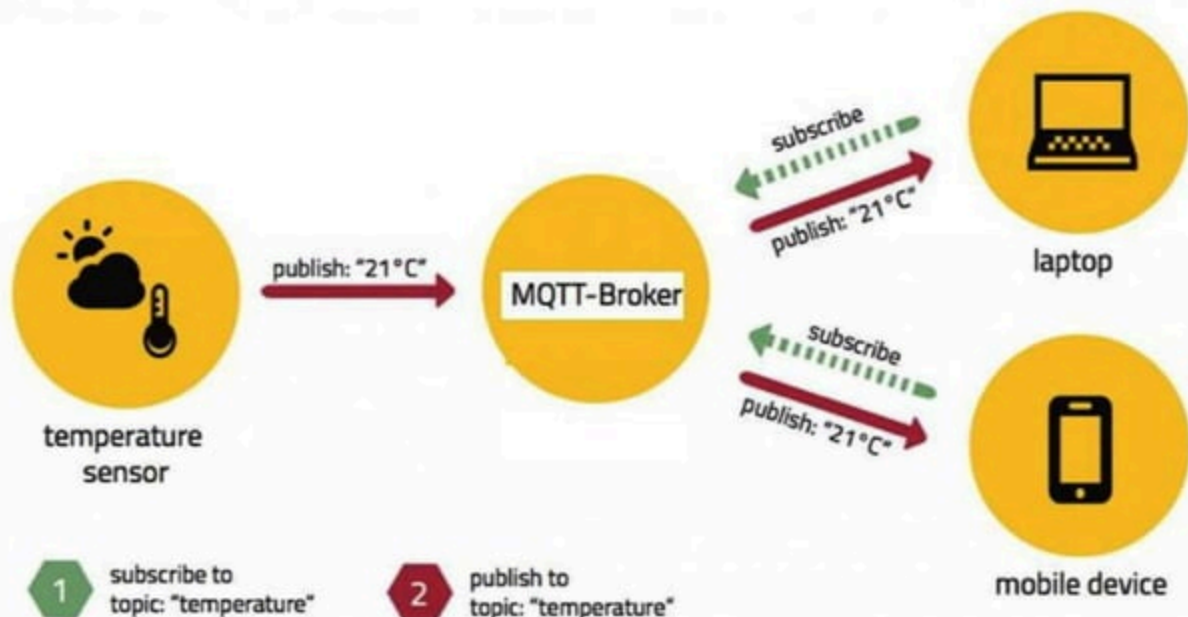 subscribe
publish: "21°C"
laptop
publish: "21°C"
MQTT-Broker
subscribe
publish: "21°C"
temperature
sensor
mobile device
1
subscribe to
topic: "temperature"
2
publish to
topic: "temperature"